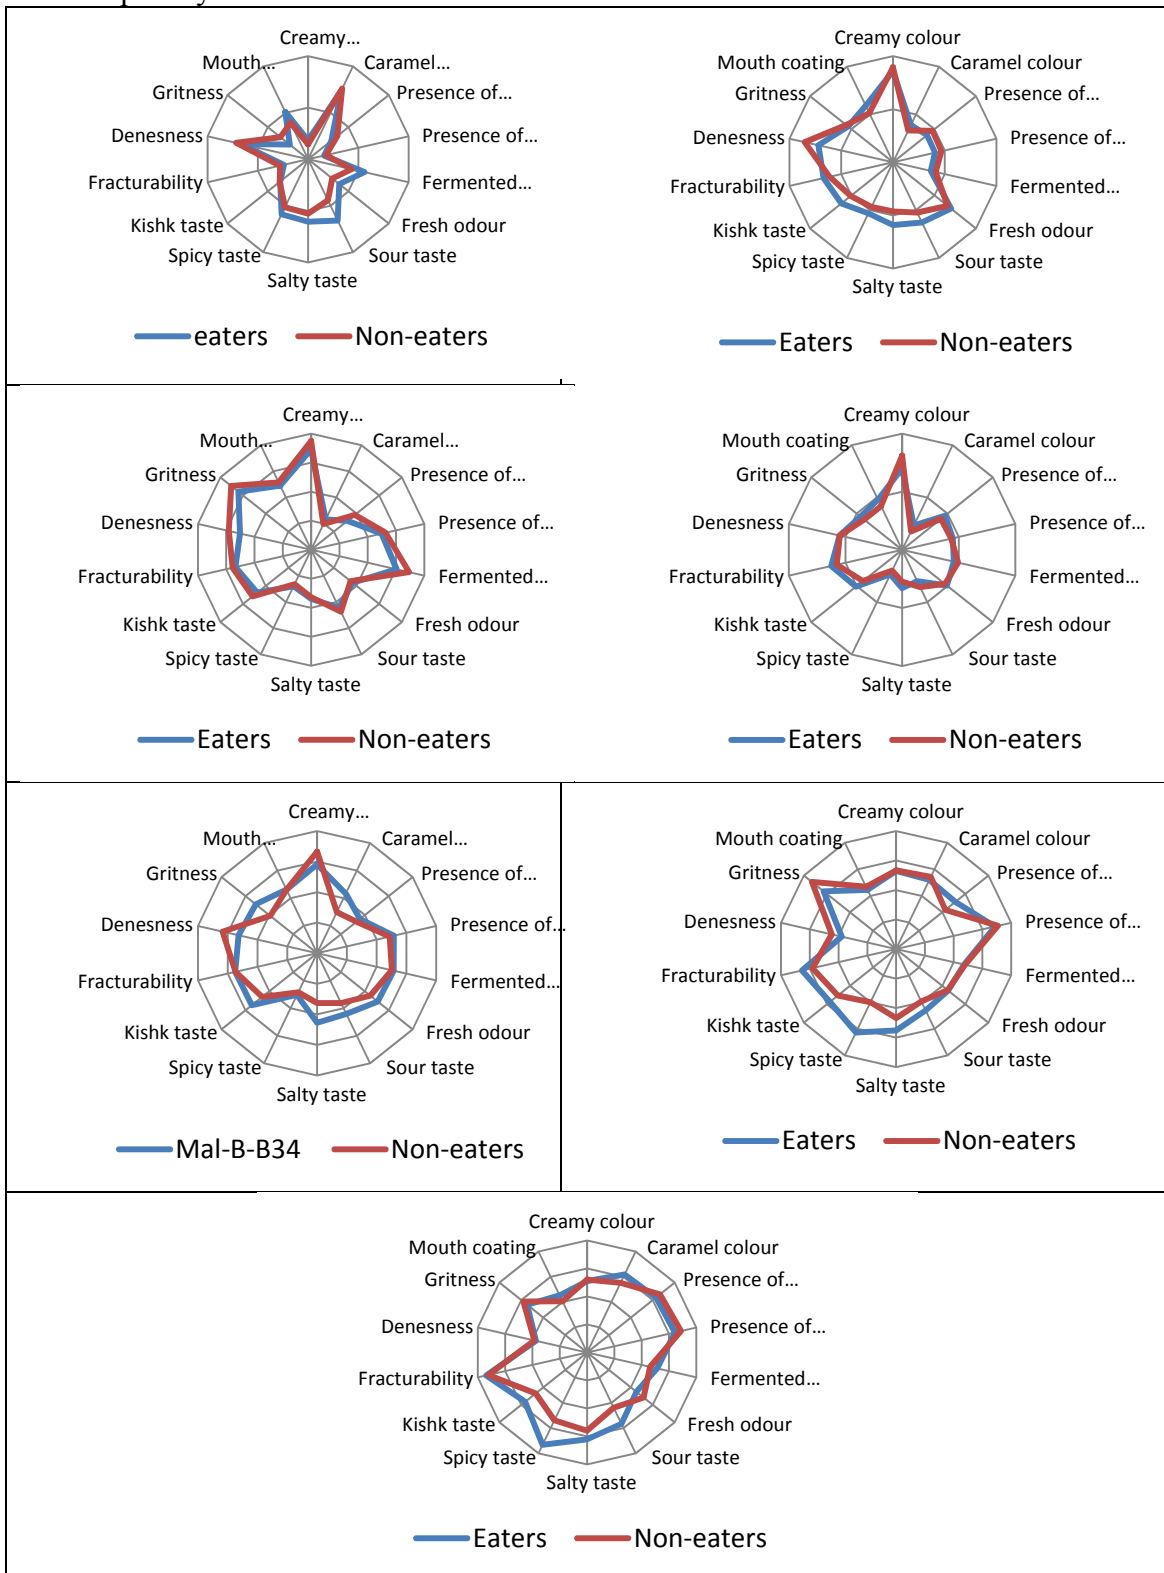 Creamy...
Caramel...
Presence of...
Presence of...
Fermented...
Fresh odour
Sour taste
Salty taste
Spicy taste
Kishk taste
Fracturability
Denesness
Gritness
Mouth...
eaters Non-eaters
Creamy colour
Caramel colour
Presence of...
Presence of...
Fermented...
Fresh odour
Sour taste
Salty taste
Spicy taste
Kishk taste
Fracturability
Denesness
Gritness
Mouth coating
Eaters Non-eaters
Creamy...
Caramel...
Presence of...
Presence of...
Fermented...
Fresh odour
Sour taste
Salty taste
Spicy taste
Kishk taste
Fracturability
Denesness
Gritness
Mouth...
Eaters Non-eaters
Creamy colour
Caramel colour
Presence of...
Presence of...
Fermented...
Fresh odour
Sour taste
Salty taste
Spicy taste
Kishk taste
Fracturability
Denesness
Gritness
Mouth coating
Eaters Non-eaters
Creamy...
Caramel...
Presence of...
Presence of...
Fermented...
Fresh odour
Sour taste
Salty taste
Spicy taste
Kishk taste
Fracturability
Denesness
Gritness
Mouth...
Mal-B-B34 Non-eaters
Creamy colour
Caramel colour
Presence of...
Presence of...
Fermented...
Fresh odour
Sour taste
Salty taste
Spicy taste
Kishk taste
Fracturability
Denesness
Gritness
Mouth coating
Eaters Non-eaters
Creamy colour
Caramel colour
Presence of...
Presence of...
Fermented...
Fresh odour
Sour taste
Salty taste
Spicy taste
Kishk taste
Fracturability
Denesness
Gritness
Mouth coating
Eaters Non-eaters